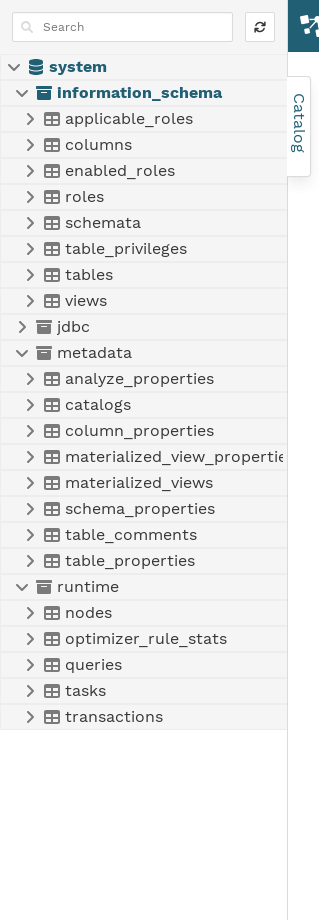 Search
system
information_schema
applicable_roles
columns
enabled_roles
roles
schemata
table_privileges
tables
views
jdbc
metadata
analyze_properties
catalogs
column_properties
materialized_view_propertie
materialized_views
schema_properties
table_comments
table_properties
runtime
nodes
optimizer_rule_stats
queries
tasks
transactions
Catalog